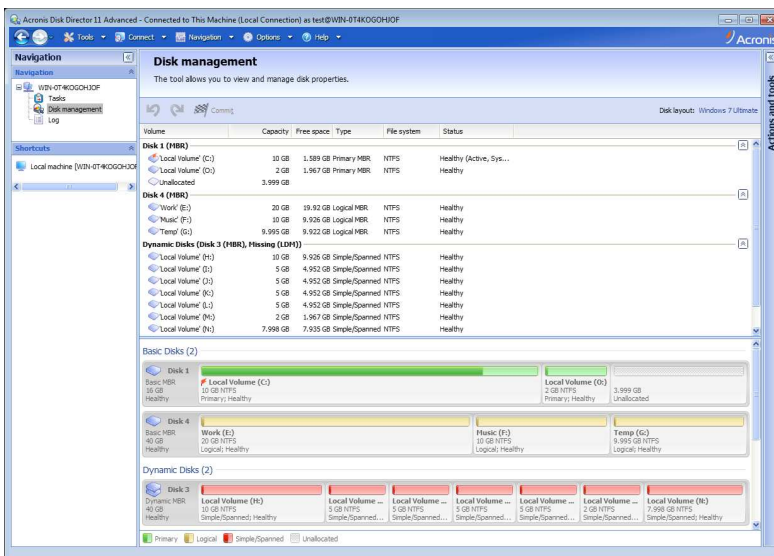 Acronis Disk Director 11 Advanced - Connected to This Machine (Local Connection) as test@WIN-0T4KOGOHJOF
Tools Connect Navigation Options Help Acronis
Navigation
Navigation
WIN-0T4KOGOHJOF
Tasks
Disk management
Log
Shortcuts
Local machine [WIN-0T4KOGOHJOF
Disk management
The tool allows you to view and manage disk properties.
Commit Disk layout: Windows 7 Ultimate
Actions and tools
Volume Capacity Free space Type File system Status
Disk 1 (MBR)
'Local Volume' (C:) 10 GB 1.589 GB Primary MBR NTFS Healthy (Active, Sys...
'Local Volume' (O:) 2 GB 1.967 GB Primary MBR NTFS Healthy
Unallocated 3.999 GB
Disk 4 (MBR)
'Work' (E:) 20 GB 19.92 GB Logical MBR NTFS Healthy
'Music' (F:) 10 GB 9.926 GB Logical MBR NTFS Healthy
'Temp' (G:) 9.995 GB 9.922 GB Logical MBR NTFS Healthy
Dynamic Disks (Disk 3 (MBR), Missing (LDM))
'Local Volume' (H:) 10 GB 9.926 GB Simple/Spanned NTFS Healthy
'Local Volume' (I:) 5 GB 4.952 GB Simple/Spanned NTFS Healthy
'Local Volume' (J:) 5 GB 4.952 GB Simple/Spanned NTFS Healthy
'Local Volume' (K:) 5 GB 4.952 GB Simple/Spanned NTFS Healthy
'Local Volume' (L:) 5 GB 4.952 GB Simple/Spanned NTFS Healthy
'Local Volume' (M:) 2 GB 1.967 GB Simple/Spanned NTFS Healthy
'Local Volume' (N:) 7.998 GB 7.935 GB Simple/Spanned NTFS Healthy
Basic Disks (2)
Disk 1
Basic MBR Local Volume (C:) Local Volume (O:)
16 GB 10 GB NTFS 2 GB NTFS 3.999 GB
Healthy Primary; Healthy Primary; Healthy Unallocated
Disk 4
Basic MBR Work (E:) Music (F:) Temp (G:)
40 GB 20 GB NTFS 10 GB NTFS 9.995 GB NTFS
Healthy Logical; Healthy Logical; Healthy Logical; Healthy
Dynamic Disks (2)
Disk 3
Dynamic MBR Local Volume (H:) Local Volume ... Local Volume ... Local Volume ... Local Volume ... Local Volume ... Local Volume (N:)
40 GB 10 GB NTFS 5 GB NTFS 5 GB NTFS 5 GB NTFS 5 GB NTFS 2 GB NTFS 7.998 GB NTFS
Healthy Simple/Spanned; Healthy Simple/Spanned... Simple/Spanned... Simple/Spanned... Simple/Spanned... Simple/Spanned... Simple/Spanned; Healthy
Primary Logical Simple/Spanned Unallocated